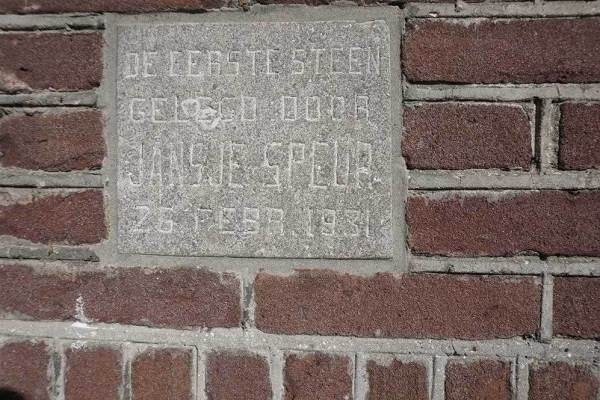 DE EERSTE STEEN
GELEGD DOOR
JANSJE SPEUR
26 FEBR. 1931